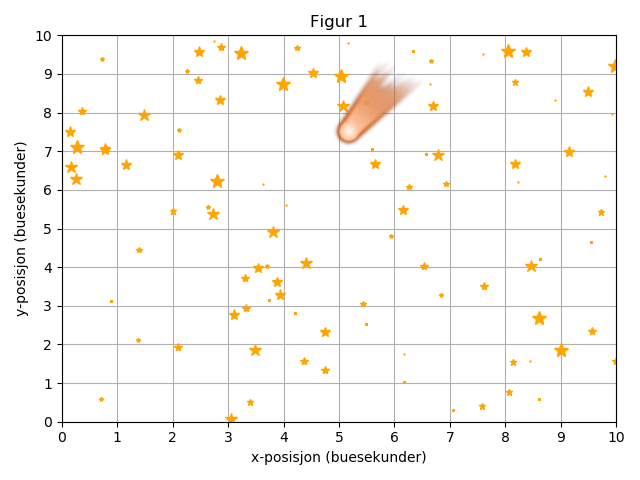 Figur 1
10
9
8
7
6
5
4
3
2
1
0
y-posisjon (buesekunder)
0 1 2 3 4 5 6 7 8 9 10
x-posisjon (buesekunder)